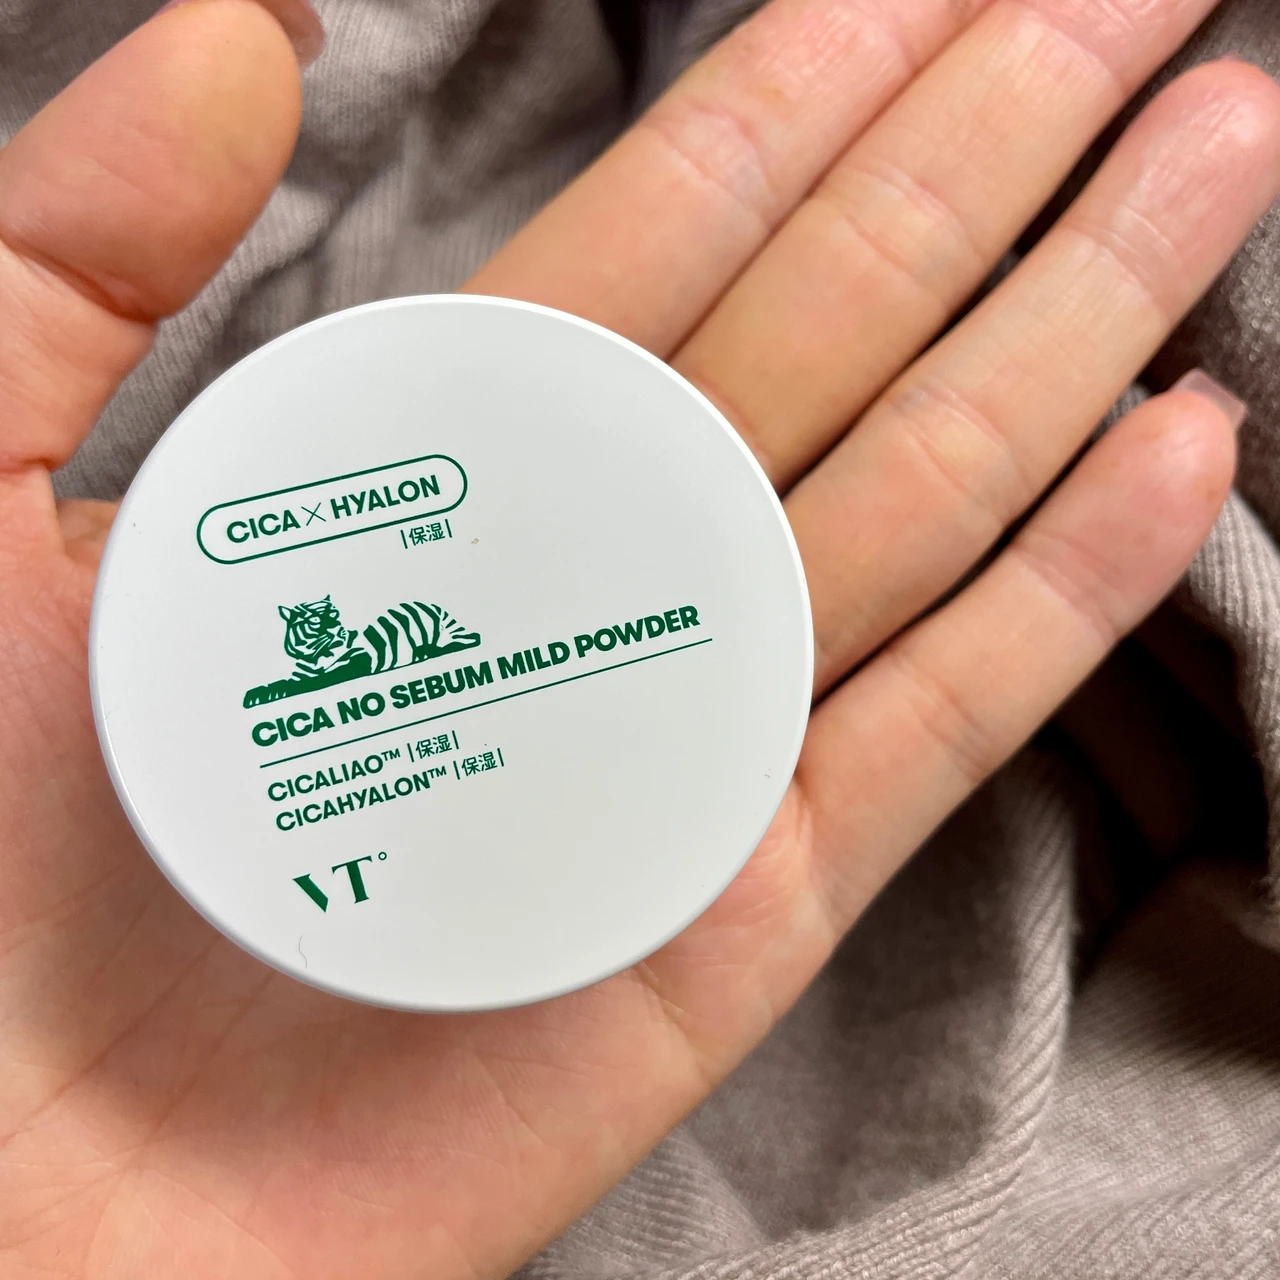 CICA × HYALON
|保湿|
CICA NO SEBUM MILD POWDER
CICALIAO™ |保湿|
CICAHYALON™ |保湿|
VT°